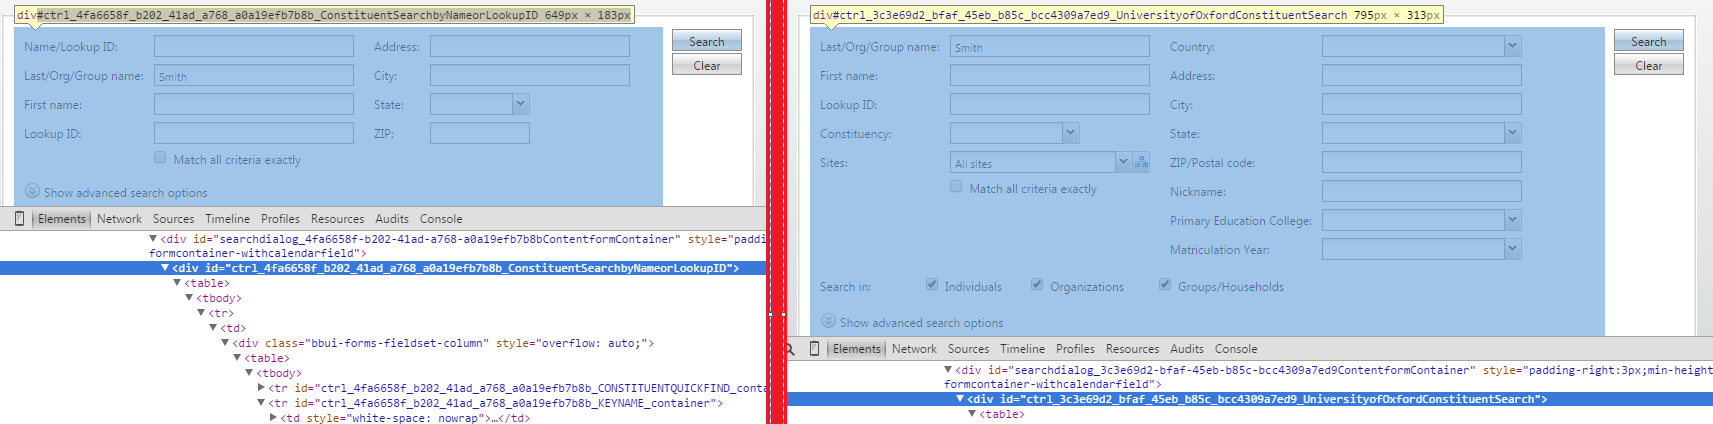 div#ctrl_4fa6658f_b202_41ad_a768_a0a19efb7b8b_ConstituentSearchbyNameorLookupID 649px × 183px
Name/Lookup ID:
Address:
Search
Last/Org/Group name:
Smith
City:
Clear
First name:
State:
Lookup ID:
ZIP:
Match all criteria exactly
Show advanced search options
Elements Network Sources Timeline Profiles Resources Audits Console
<div id="searchdialog_4fa6658f-b202-41ad-a768-a0a19efb7b8bContentformContainer" style="paddi
formcontainer-withcalendarfield">
<div id="ctrl_4fa6658f_b202_41ad_a768_a0a19efb7b8b_ConstituentSearchbyNameorLookupID">
<table>
<tbody>
<tr>
<td>
<div class="bbui-forms-fieldset-column" style="overflow: auto;">
<table>
<tbody>
<tr id="ctrl_4fa6658f_b202_41ad_a768_a0a19efb7b8b_CONSTITUENTQUICKFIND_conta
<tr id="ctrl_4fa6658f_b202_41ad_a768_a0a19efb7b8b_KEYNAME_container">
<td style="white-space: nowrap">…</td>
div#ctrl_3c3e69d2_bfaf_45eb_b85c_bcc4309a7ed9_UniversityofOxfordConstituentSearch 795px × 313px
Last/Org/Group name:
Smith
Country:
Search
First name:
Address:
Clear
Lookup ID:
City:
Constituency:
State:
Sites:
All sites
ZIP/Postal code:
Match all criteria exactly
Nickname:
Primary Education College:
Matriculation Year:
Search in:
Individuals
Organizations
Groups/Households
Show advanced search options
Elements Network Sources Timeline Profiles Resources Audits Console
<div id="searchdialog_3c3e69d2-bfaf-45eb-b85c-bcc4309a7ed9ContentformContainer" style="padding-right:3px;min-height
formcontainer-withcalendarfield">
<div id="ctrl_3c3e69d2_bfaf_45eb_b85c_bcc4309a7ed9_UniversityofOxfordConstituentSearch">
<table>